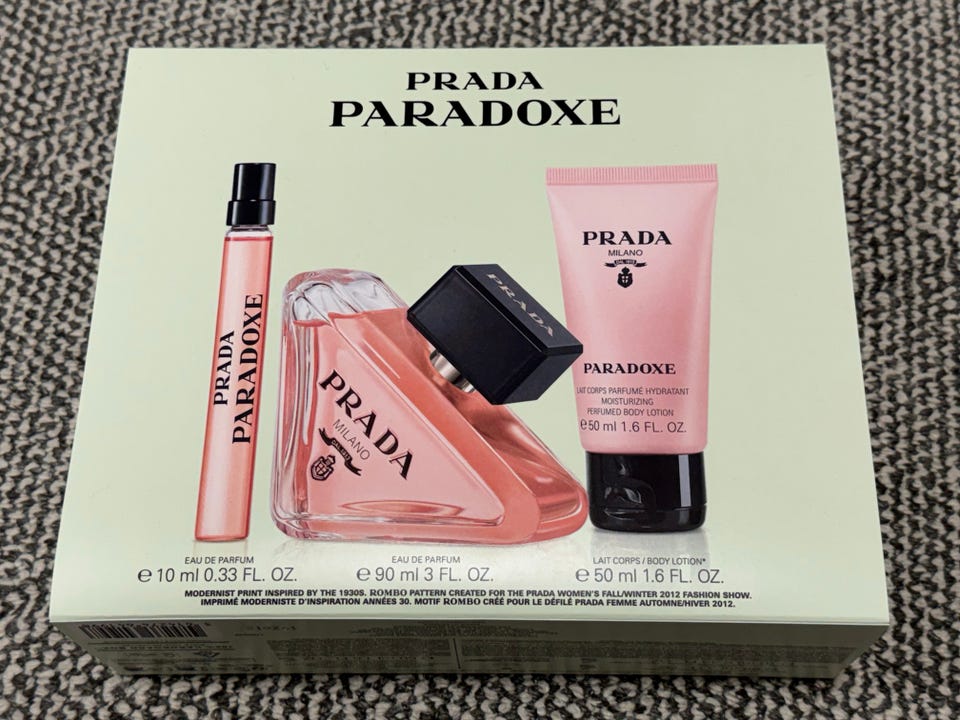 PRADA
PARADOXE
PRADA
PARADOXE
PRADA
PRADA
MILANO
DAL 1913
PRADA
MILANO
DAL 1913
PARADOXE
LAIT CORPS PARFUMÉ HYDRATANT
MOISTURIZING
PERFUMED BODY LOTION
e 50 ml 1.6 FL. OZ.
EAU DE PARFUM
e 10 ml 0.33 FL. OZ.
EAU DE PARFUM
e 90 ml 3 FL. OZ.
LAIT CORPS / BODY LOTION*
e 50 ml 1.6 FL. OZ.
MODERNIST PRINT INSPIRED BY THE 1930S. ROMBO PATTERN CREATED FOR THE PRADA WOMEN'S FALL/WINTER 2012 FASHION SHOW.
IMPRIMÉ MODERNISTE D'INSPIRATION ANNÉES 30. MOTIF ROMBO CRÉÉ POUR LE DÉFILÉ PRADA FEMME AUTOMNE/HIVER 2012.